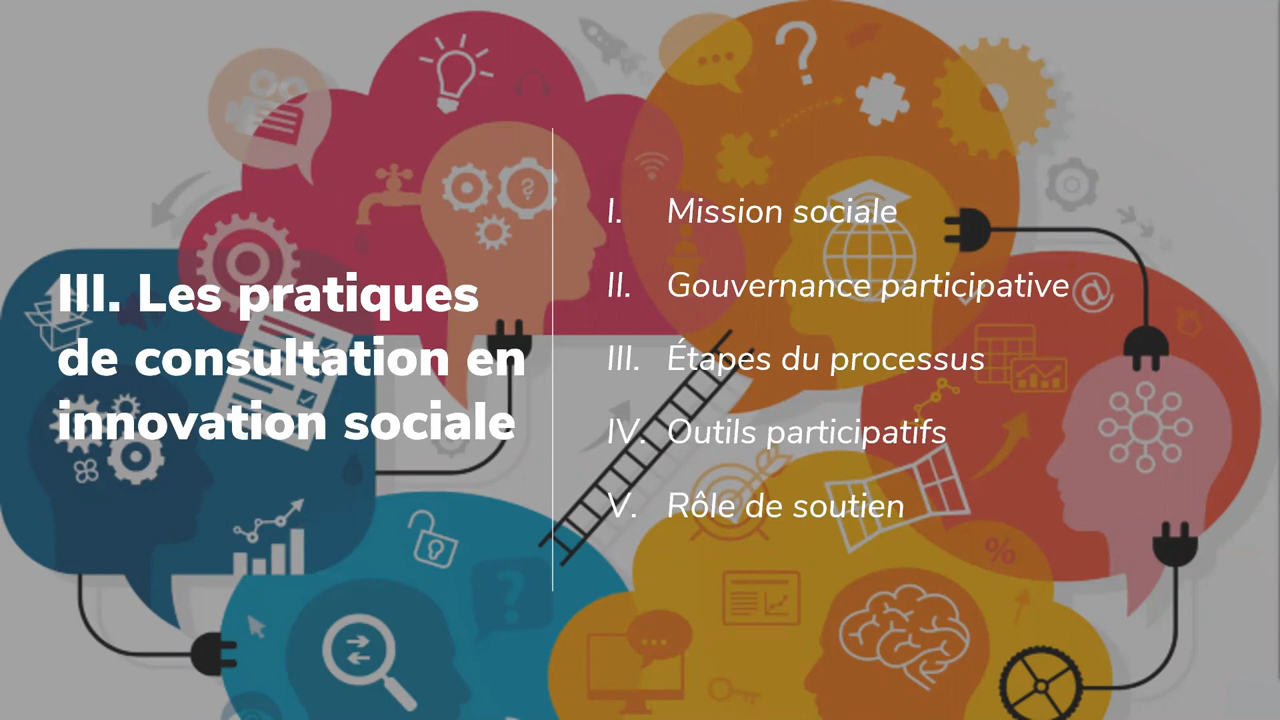 III. Les pratiques
de consultation en
innovation sociale
I. Mission sociale
II. Gouvernance participative
III. Étapes du processus
IV. Outils participatifs
V. Rôle de soutien